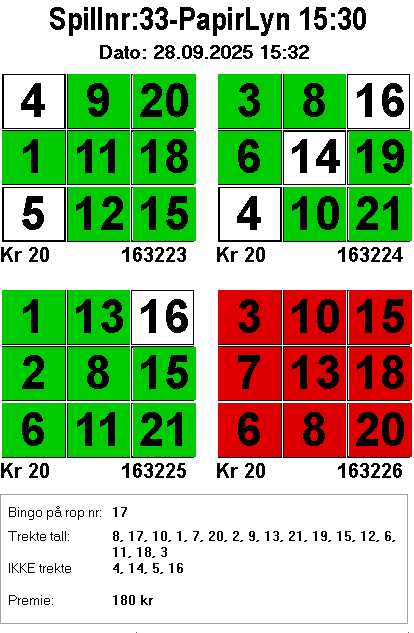 Spillnr:33-PapirLyn 15:30
Dato: 28.09.2025 15:32
4 9 20 3 8 16
1 11 18 6 14 19
5 12 15 4 10 21
Kr 20 163223 Kr 20 163224
1 13 16 3 10 15
2 8 15 7 13 18
6 11 21 6 8 20
Kr 20 163225 Kr 20 163226
Bingo på rop nr: 17
Trekte tall: 8, 17, 10, 1, 7, 20, 2, 9, 13, 21, 19, 15, 12, 6,
11, 18, 3
IKKE trekte 4, 14, 5, 16
Premie: 180 kr